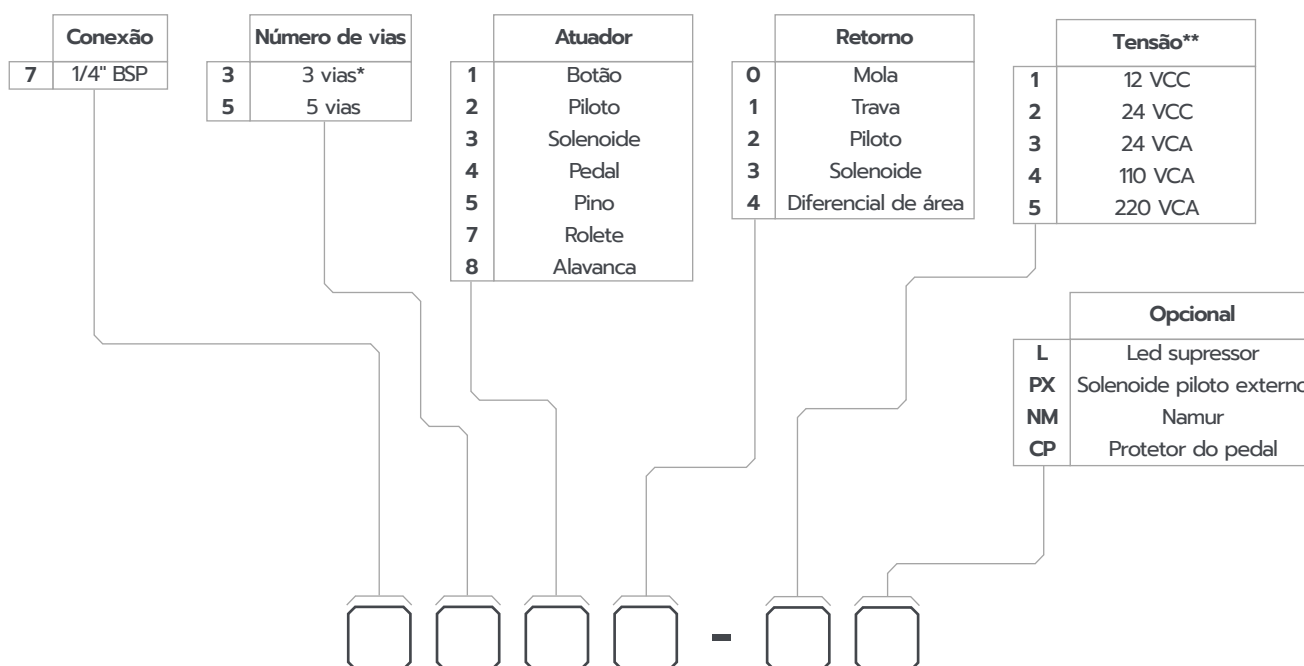 Conexão
7 1/4" BSP
Número de vias
3 3 vias*
5 5 vias
Atuador
1 Botão
2 Piloto
3 Solenoide
4 Pedal
5 Pino
7 Rolete
8 Alavanca
Retorno
0 Mola
1 Trava
2 Piloto
3 Solenoide
4 Diferencial de área
Tensão**
1 12 VCC
2 24 VCC
3 24 VCA
4 110 VCA
5 220 VCA
Opcional
L Led supressor
PX Solenoide piloto externo
NM Namur
CP Protetor do pedal
-